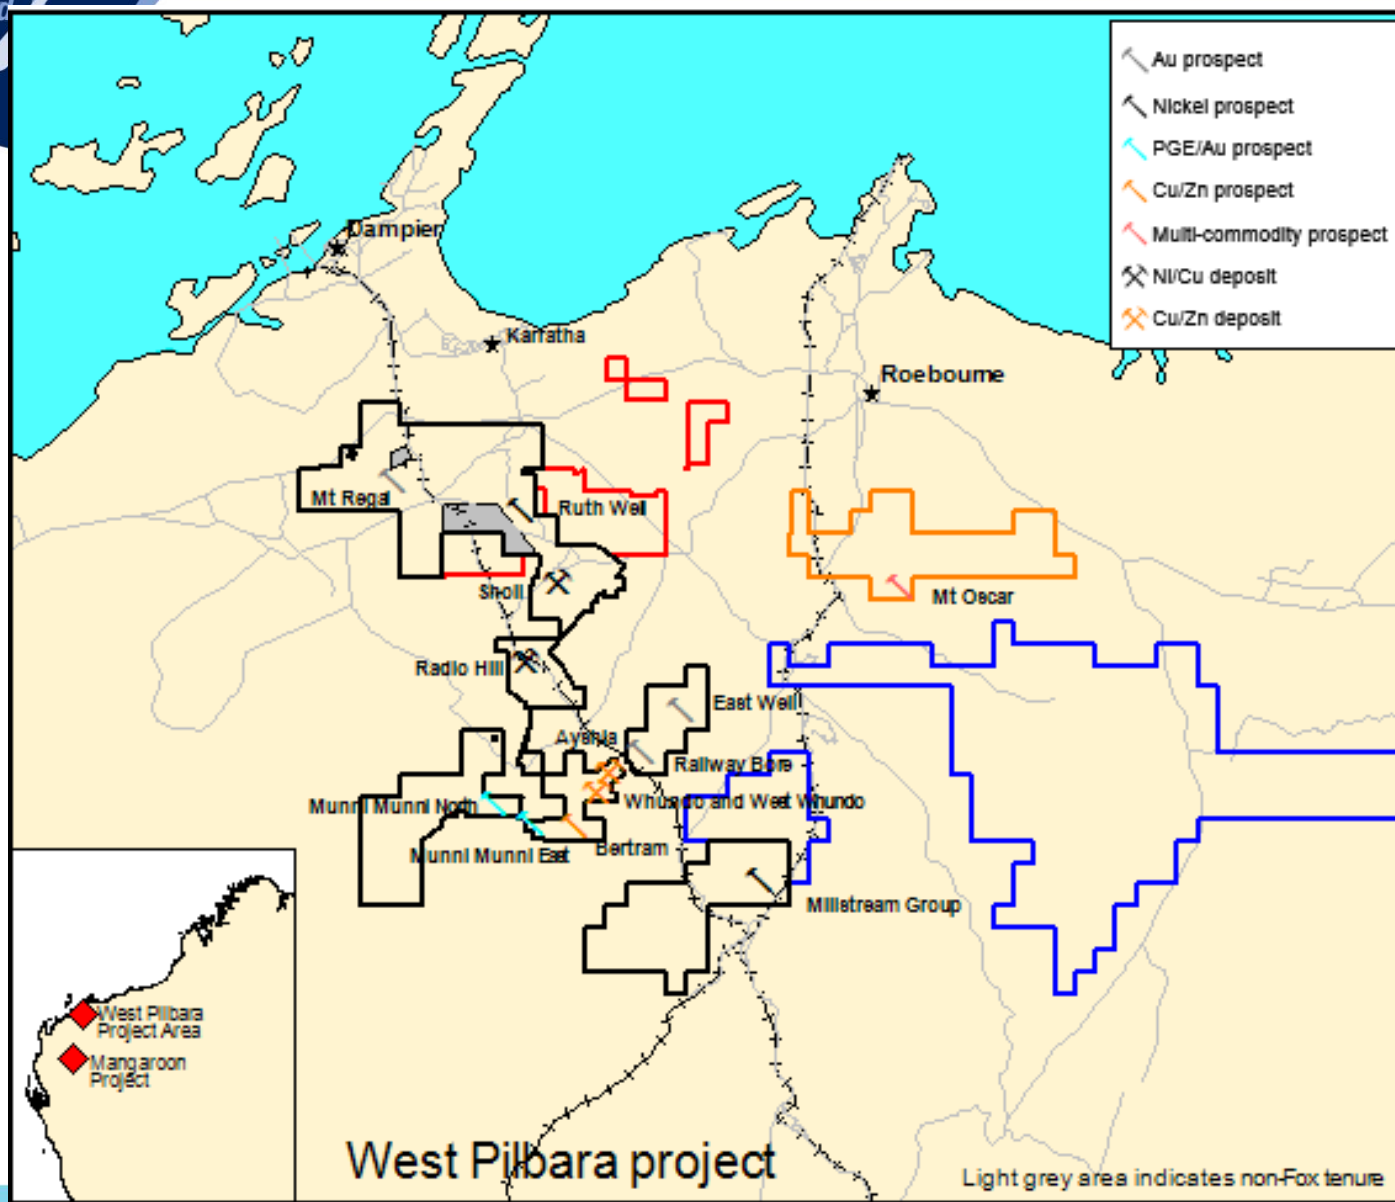 Au prospect
Nickel prospect
PGE/Au prospect
Cu/Zn prospect
Multi-commodity prospect
Ni/Cu deposit
Cu/Zn deposit
Dampier
Karratha
Roebourne
Mt Regal
Ruth Well
Sholl
Mt Oscar
Radio Hill
East Well
Ayshia
Railway Bore
Whundo and West Whundo
Munni Munni North
Bertram
Munni Munni East
Millstream Group
West Pilbara
Project Area
Mangaroon
Project
West Pilbara project
Light grey area indicates non-Fox tenure